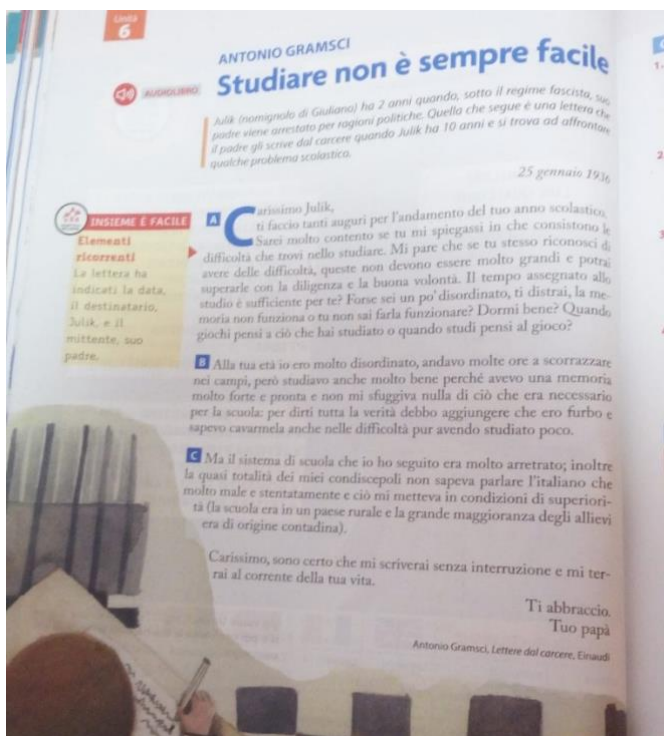 Unità
6
ANTONIO GRAMSCI
Studiare non è sempre facile
AUDIOLIBRO
Julik (nomignolo di Giuliano) ha 2 anni quando, sotto il regime fascista, suo
padre viene arrestato per ragioni politiche. Quella che segue è una lettera che
il padre gli scrive dal carcere quando Julik ha 10 anni e si trova ad affrontare
qualche problema scolastico.
25 gennaio 1936
INSIEME È FACILE
Elementi
ricorrenti
La lettera ha
indicati la data,
il destinatario,
Julik, e il
mittente, suo
padre.
A Carissimo Julik,
ti faccio tanti auguri per l'andamento del tuo anno scolastico.
Sarei molto contento se tu mi spiegassi in che consistono le
difficoltà che trovi nello studiare. Mi pare che se tu stesso riconosci di
avere delle difficoltà, queste non devono essere molto grandi e potrai
superarle con la diligenza e la buona volontà. Il tempo assegnato allo
studio è sufficiente per te? Forse sei un po' disordinato, ti distrai, la me-
moria non funziona o tu non sai farla funzionare? Dormi bene? Quando
giochi pensi a ciò che hai studiato o quando studi pensi al gioco?
B Alla tua età io ero molto disordinato, andavo molte ore a scorrazzare
nei campi, però studiavo anche molto bene perché avevo una memoria
molto forte e pronta e non mi sfuggiva nulla di ciò che era necessario
per la scuola: per dirti tutta la verità debbo aggiungere che ero furbo e
sapevo cavarmela anche nelle difficoltà pur avendo studiato poco.
C Ma il sistema di scuola che io ho seguito era molto arretrato; inoltre
la quasi totalità dei miei condiscepoli non sapeva parlare l'italiano che
molto male e stentatamente e ciò mi metteva in condizioni di superiori-
tà (la scuola era in un paese rurale e la grande maggioranza degli allievi
era di origine contadina).
Carissimo, sono certo che mi scriverai senza interruzione e mi ter-
rai al corrente della tua vita.
Ti abbraccio.
Tuo papà
Antonio Gramsci, Lettere dal carcere, Einaudi